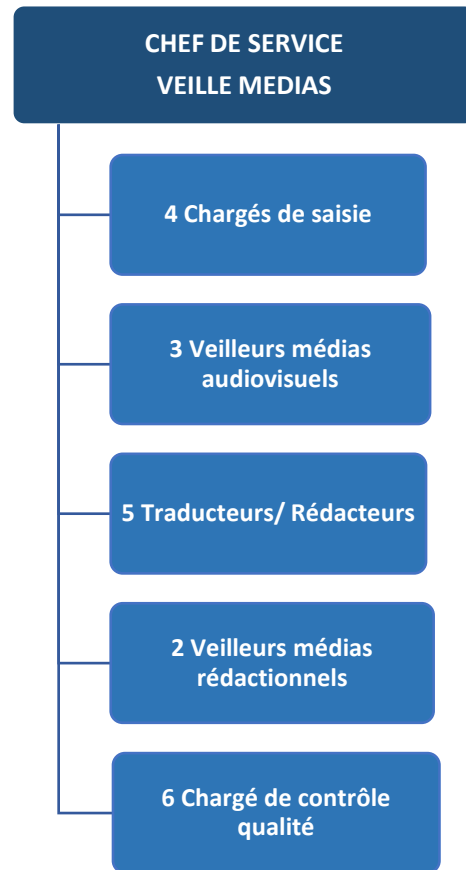 CHEF DE SERVICE
VEILLE MEDIAS
4 Chargés de saisie
3 Veilleurs médias
audiovisuels
5 Traducteurs/ Rédacteurs
2 Veilleurs médias
rédactionnels
6 Chargé de contrôle
qualité